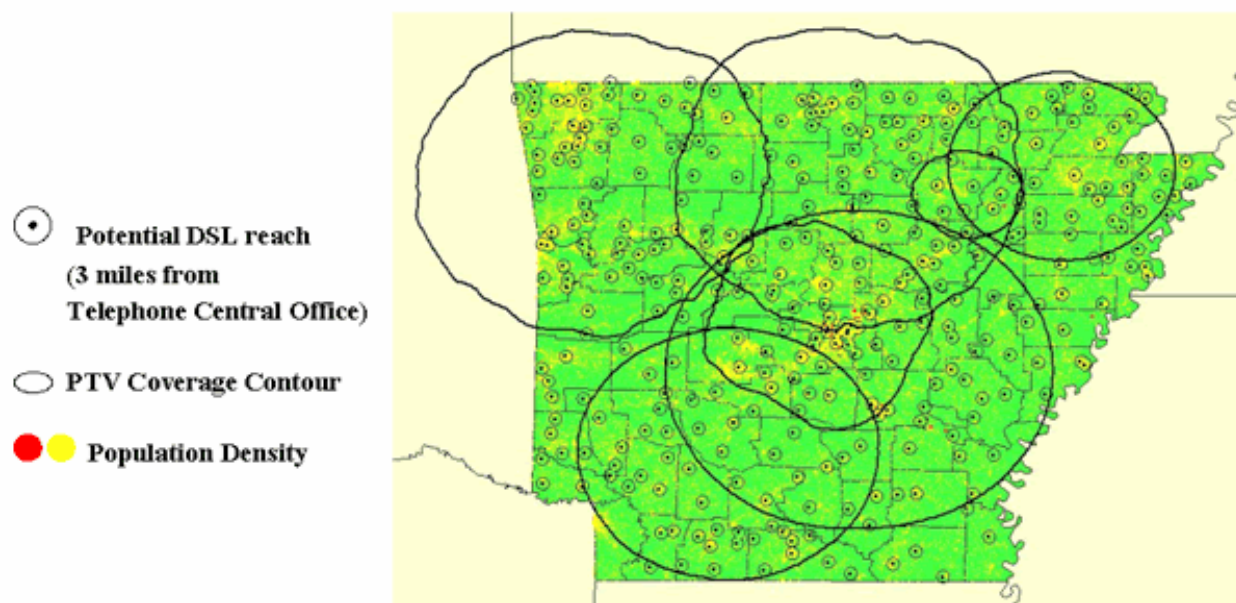 Potential DSL reach
(3 miles from
Telephone Central Office)
PTV Coverage Contour
Population Density